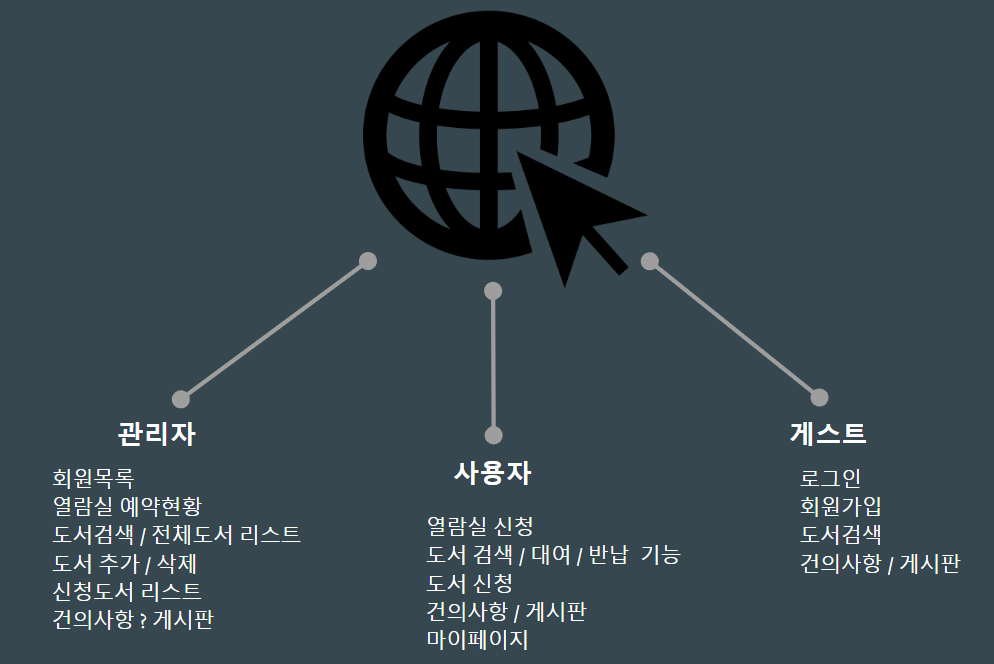 관리자
회원목록
열람실 예약현황
도서검색 / 전체도서 리스트
도서 추가 / 삭제
신청도서 리스트
건의사항 ? 게시판
사용자
열람실 신청
도서 검색 / 대여 / 반납 기능
도서 신청
건의사항 / 게시판
마이페이지
게스트
로그인
회원가입
도서검색
건의사항 / 게시판